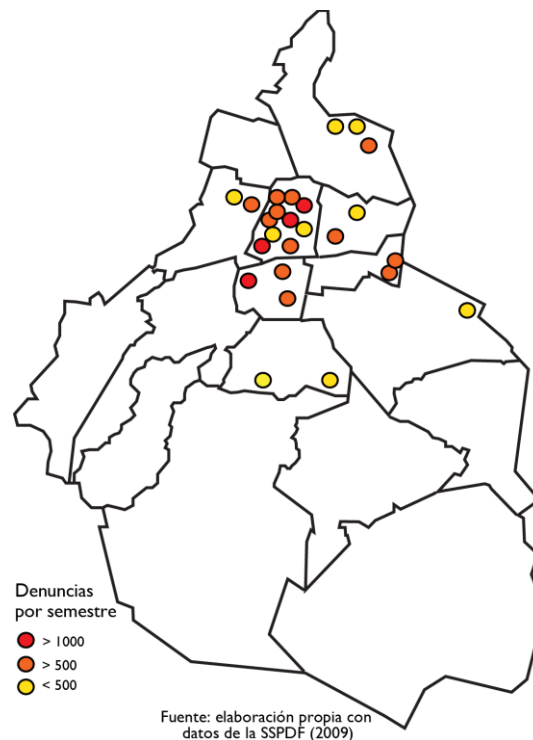 Denuncias
por semestre
> 1000
> 500
< 500
Fuente: elaboración propia con
datos de la SSPDF (2009)